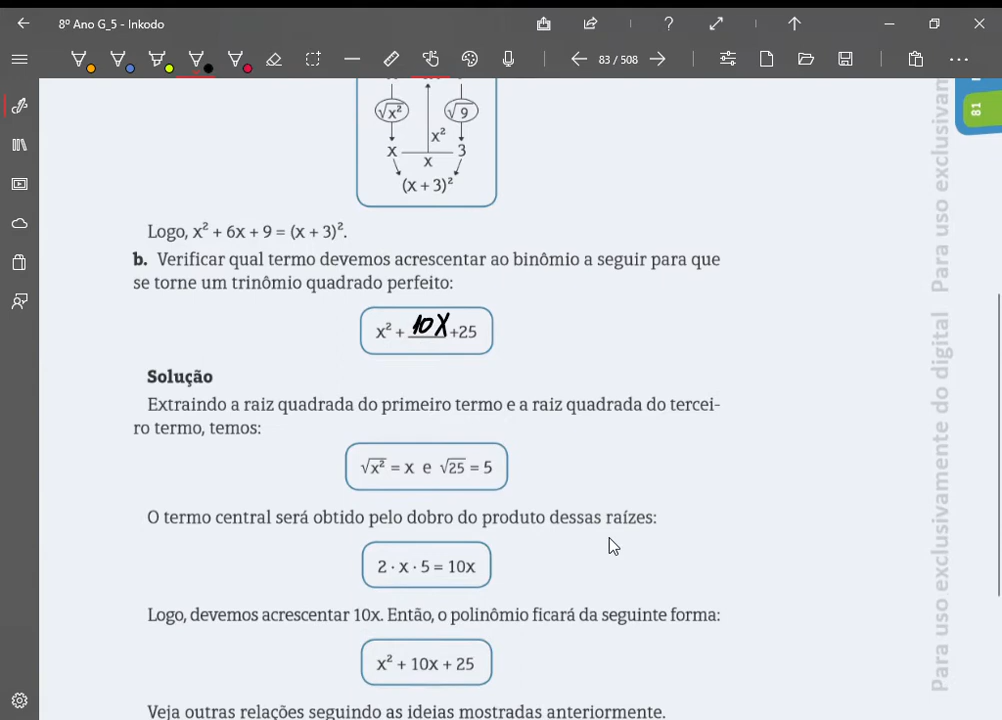 8º Ano G_5 - Inkodo
83 / 508
81
√x² √9
x²
x 3
x
(x + 3)²
Logo, x² + 6x + 9 = (x + 3)².
b. Verificar qual termo devemos acrescentar ao binômio a seguir para que
se torne um trinômio quadrado perfeito:
x² + 10X +25
Solução
Extraindo a raiz quadrada do primeiro termo e a raiz quadrada do tercei-
ro termo, temos:
√x² = x e √25 = 5
O termo central será obtido pelo dobro do produto dessas raízes:
2 · x · 5 = 10x
Logo, devemos acrescentar 10x. Então, o polinômio ficará da seguinte forma:
x² + 10x + 25
Veja outras relações seguindo as ideias mostradas anteriormente.
Para uso exclusivamente do digital Para uso exclusivam